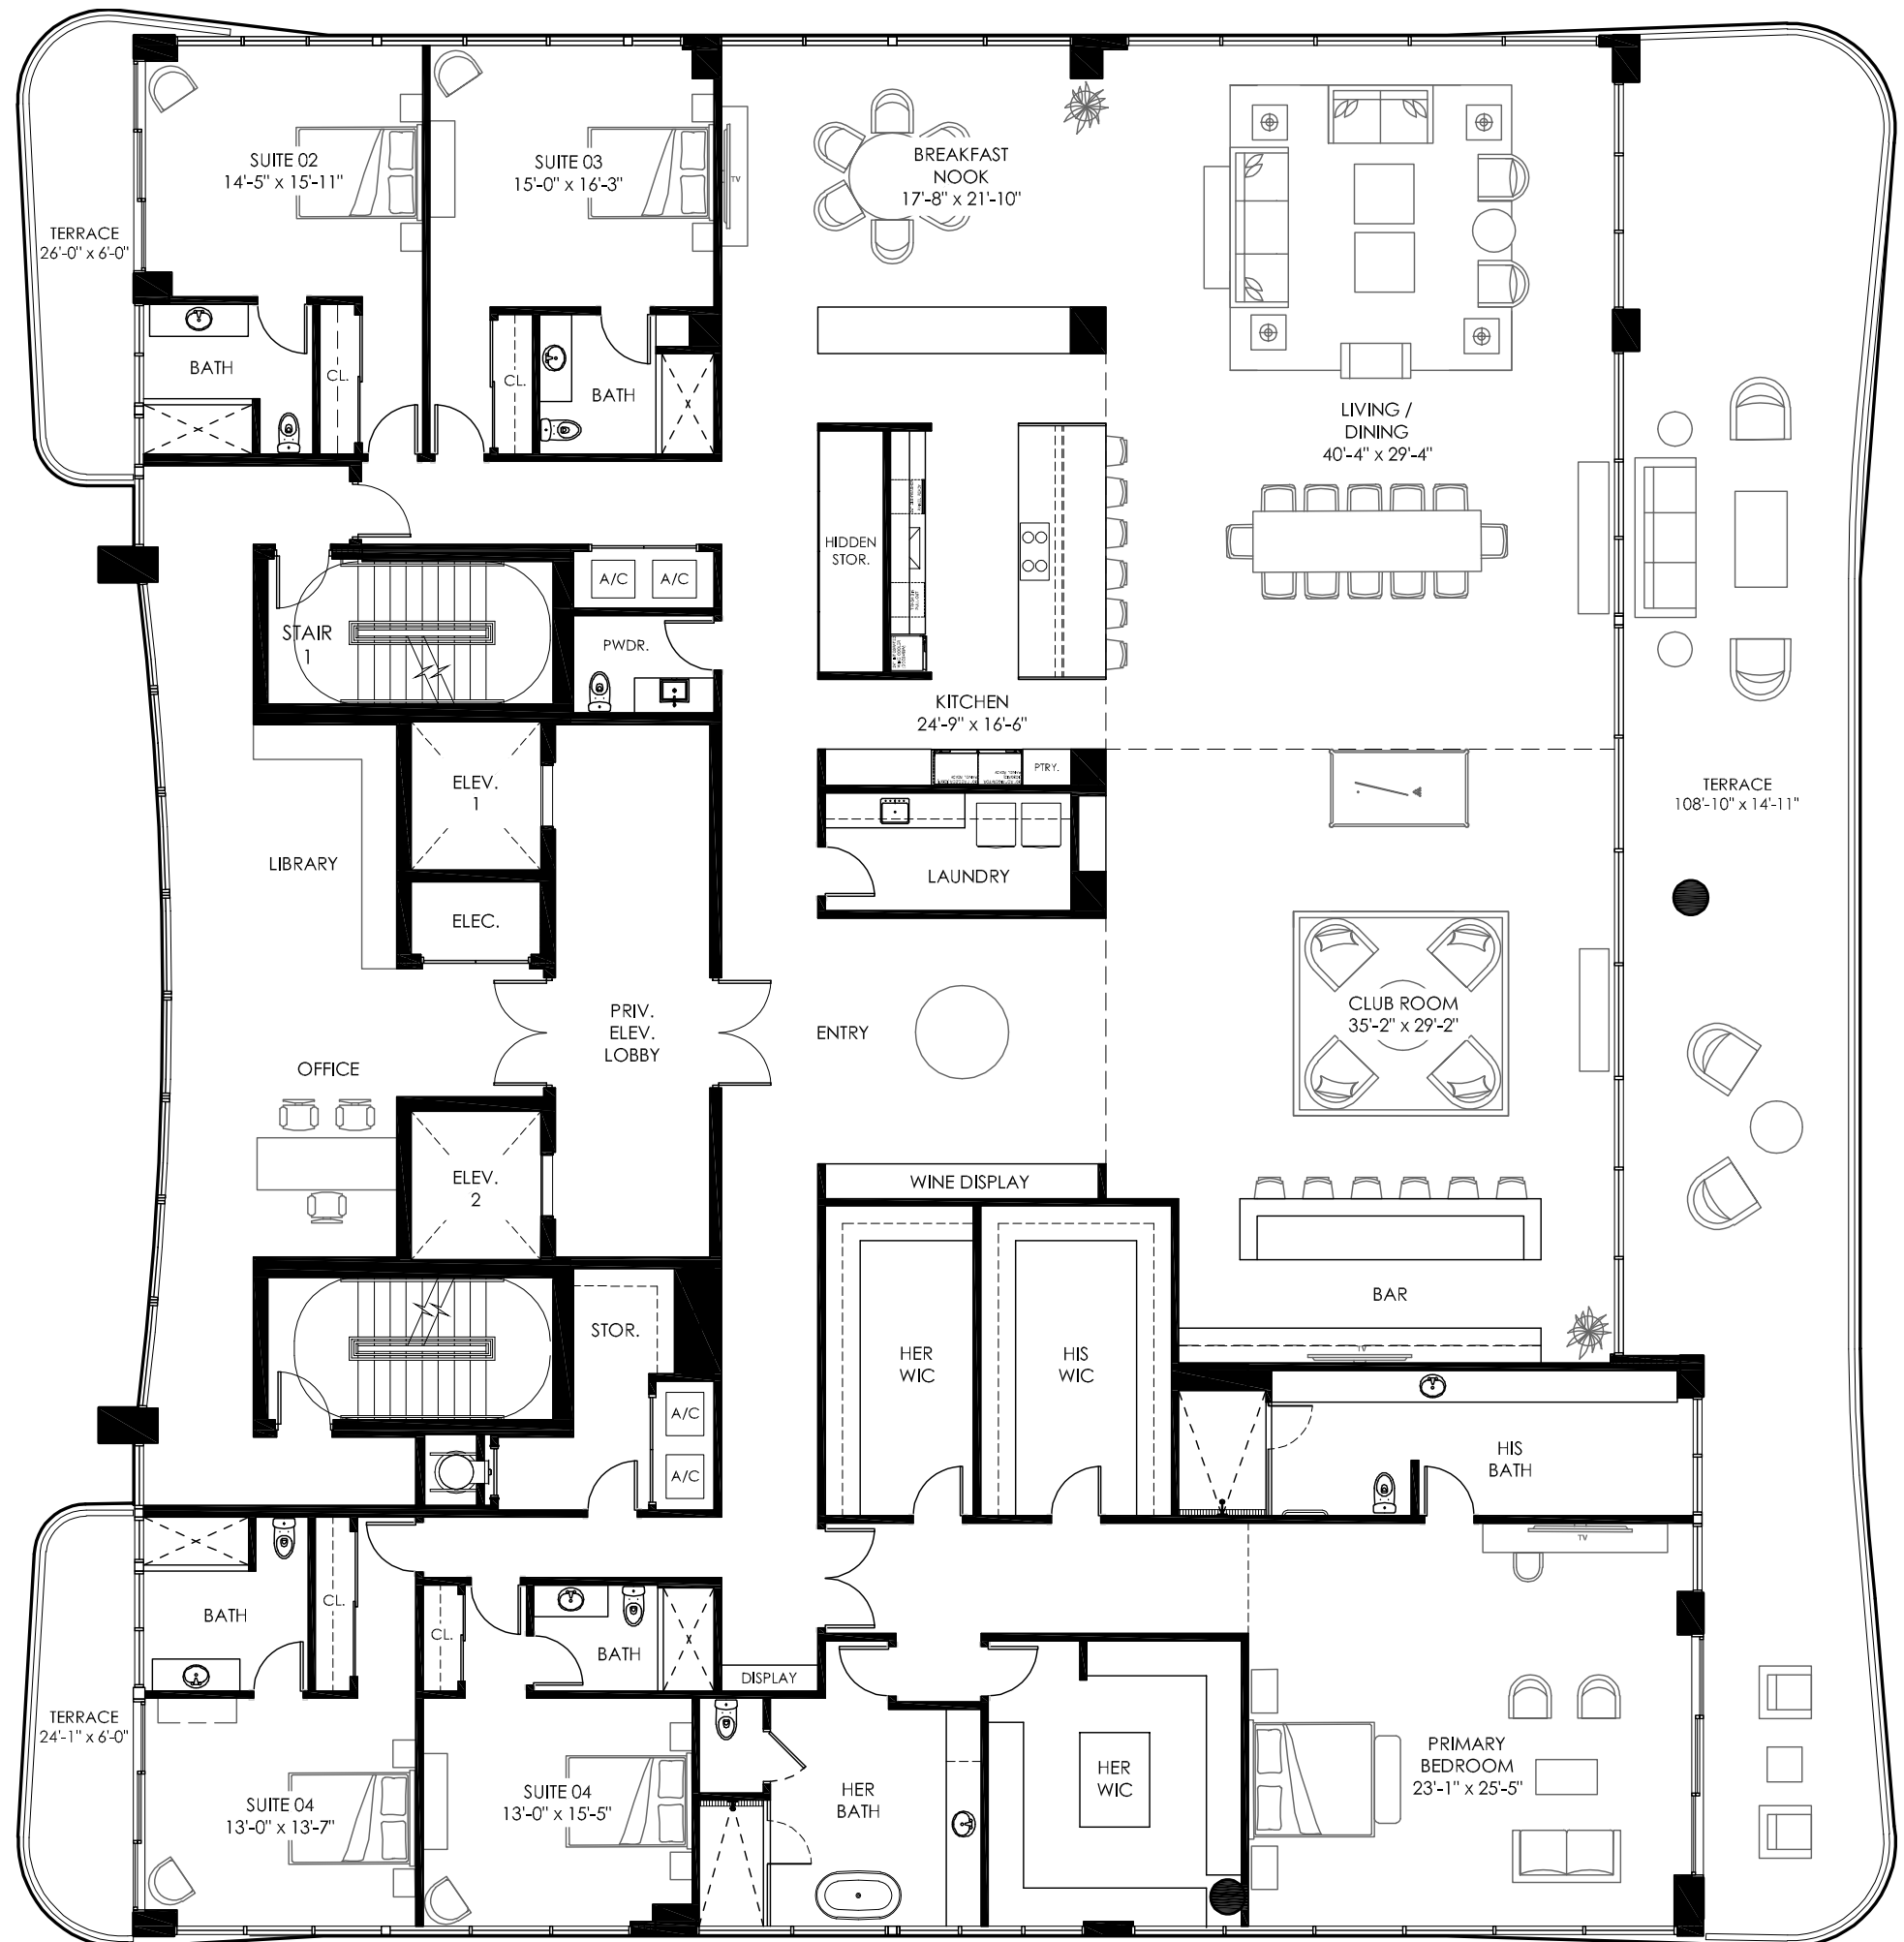 SUITE 02
14'-5" x 15'-11"
SUITE 03
15'-0" x 16'-3"
TV
BREAKFAST
NOOK
17'-8" x 21'-10"
TERRACE
26'-0" x 6'-0"
BATH
CL.
CL.
BATH
LIVING /
DINING
40'-4" x 29'-4"
HIDDEN
STOR.
A/C
A/C
STAIR
1
PWDR.
KITCHEN
24'-9" x 16'-6"
PTRY.
ELEV.
1
TERRACE
108'-10" x 14'-11"
LIBRARY
LAUNDRY
ELEC.
PRIV.
ELEV.
LOBBY
ENTRY
CLUB ROOM
35'-2" x 29'-2"
OFFICE
ELEV.
2
WINE DISPLAY
BAR
STOR.
TV
HER
WIC
HIS
WIC
A/C
A/C
HIS
BATH
TV
BATH
CL.
CL.
BATH
DISPLAY
TERRACE
24'-1" x 6'-0"
SUITE 04
13'-0" x 13'-7"
SUITE 04
13'-0" x 15'-5"
HER
BATH
HER
WIC
PRIMARY
BEDROOM
23'-1" x 25'-5"